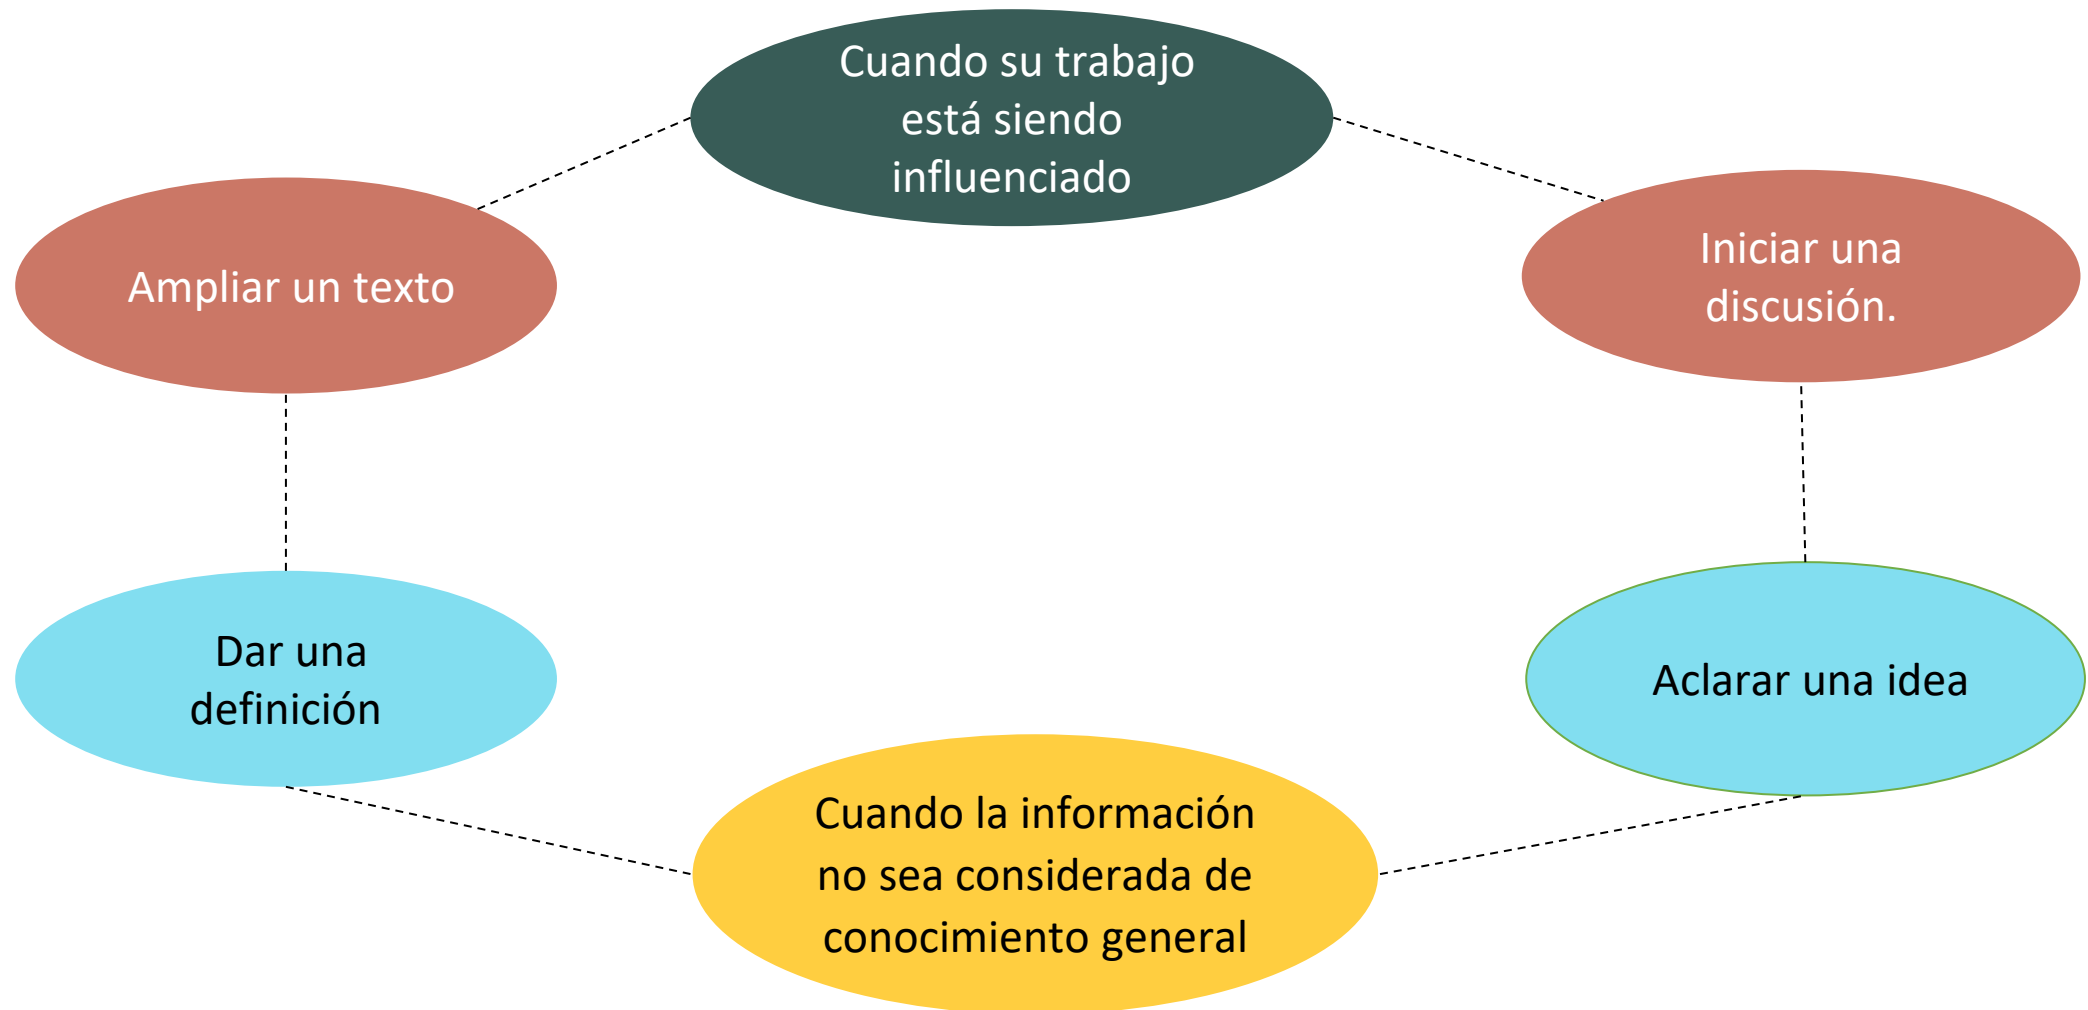 Cuando su trabajo
está siendo
influenciado
Ampliar un texto
Iniciar una
discusión.
Dar una
definición
Aclarar una idea
Cuando la información
no sea considerada de
conocimiento general